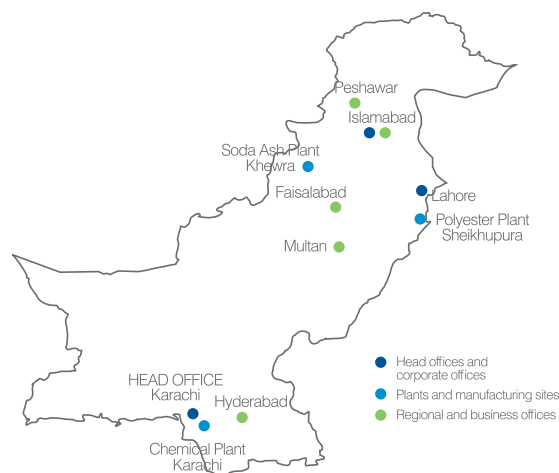 Peshawar
Islamabad
Soda Ash Plant
Khewra
Faisalabad
Lahore
Polyester Plant
Sheikhupura
Multan
Head offices and
corporate offices
Plants and manufacturing sites
Regional and business offices
HEAD OFFICE
Karachi
Hyderabad
Chemical Plant
Karachi